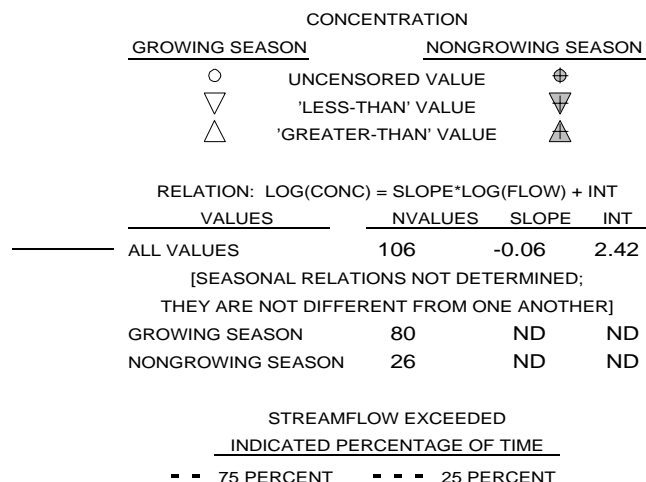 CONCENTRATION
GROWING SEASON NONGROWING SEASON
UNCENSORED VALUE
'LESS-THAN' VALUE
'GREATER-THAN' VALUE
RELATION: LOG(CONC) = SLOPE*LOG(FLOW) + INT
VALUES NVALUES SLOPE INT
ALL VALUES 106 -0.06 2.42
[SEASONAL RELATIONS NOT DETERMINED;
THEY ARE NOT DIFFERENT FROM ONE ANOTHER]
GROWING SEASON 80 ND ND
NONGROWING SEASON 26 ND ND
STREAMFLOW EXCEEDED
INDICATED PERCENTAGE OF TIME
75 PERCENT 25 PERCENT